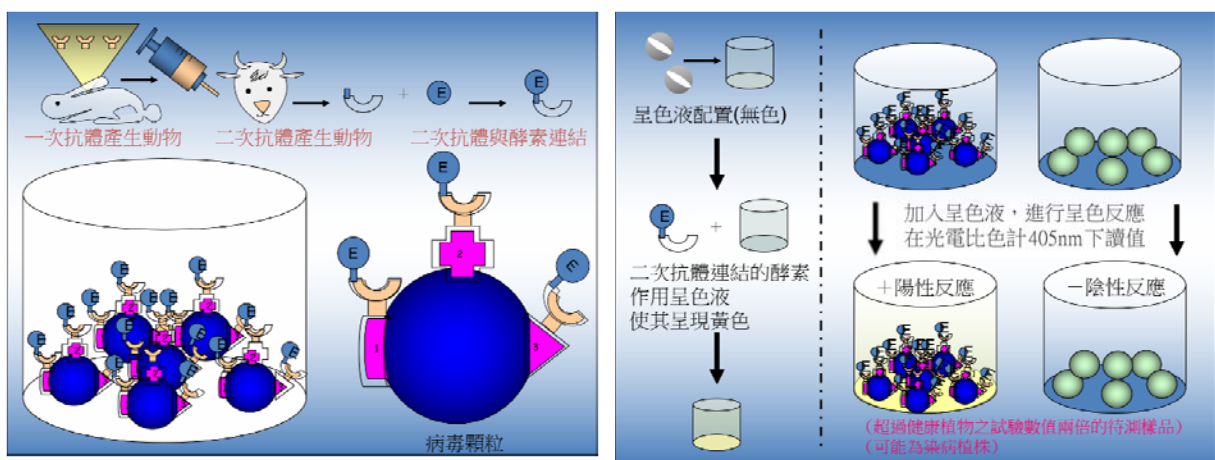 一次抗體產生動物
二次抗體產生動物
+
E
E
二次抗體與酵素連結
E
E
E
1
2
3
病毒顆粒
呈色液配置(無色)
E
+
二次抗體連結的酵素
作用呈色液
使其呈現黃色
加入呈色液，進行呈色反應
在光電比色計405nm下讀值
+陽性反應
－陰性反應
(超過健康植物之試驗數值兩倍的待測樣品)
(可能為染病植株)